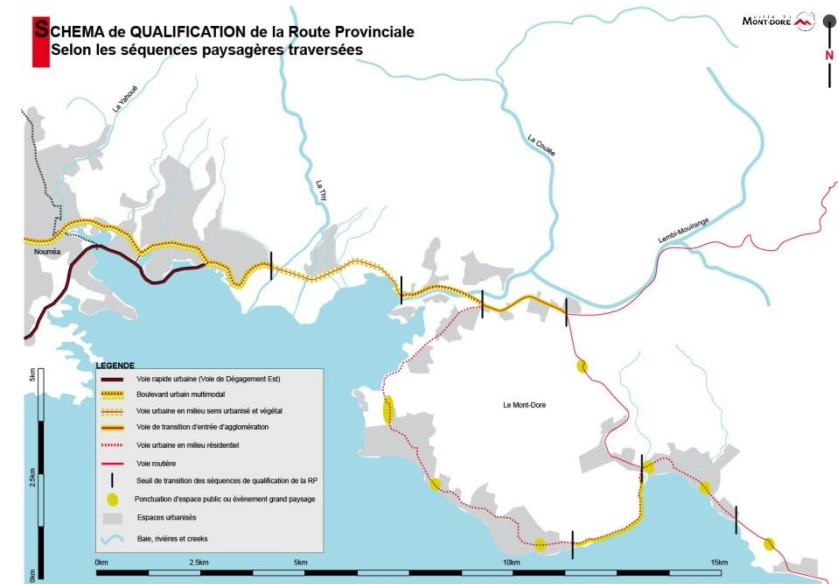 SCHEMA de QUALIFICATION de la Route Provinciale
Selon les séquences paysagères traversées
MONT-DORE
N
La Yahoué
La Thy
La Coulée
Lembi-Moulrange
Nouméa
Le Mont-Dore
LEGENDE
Voie rapide urbaine (Voie de Dégagement Est)
Boulevard urbain multimodal
Voie urbaine en milieu semi urbanisé et végétal
Voie de transition d'entrée d'agglomération
Voie urbaine en milieu résidentiel
Voie routière
Seuil de transition des séquences de qualification de la RP
Ponctuation d'espace public ou évènement grand paysage
Espaces urbanisés
Baie, rivières et creeks
5km
2.5km
0km
0km
2.5km
5km
10km
15km